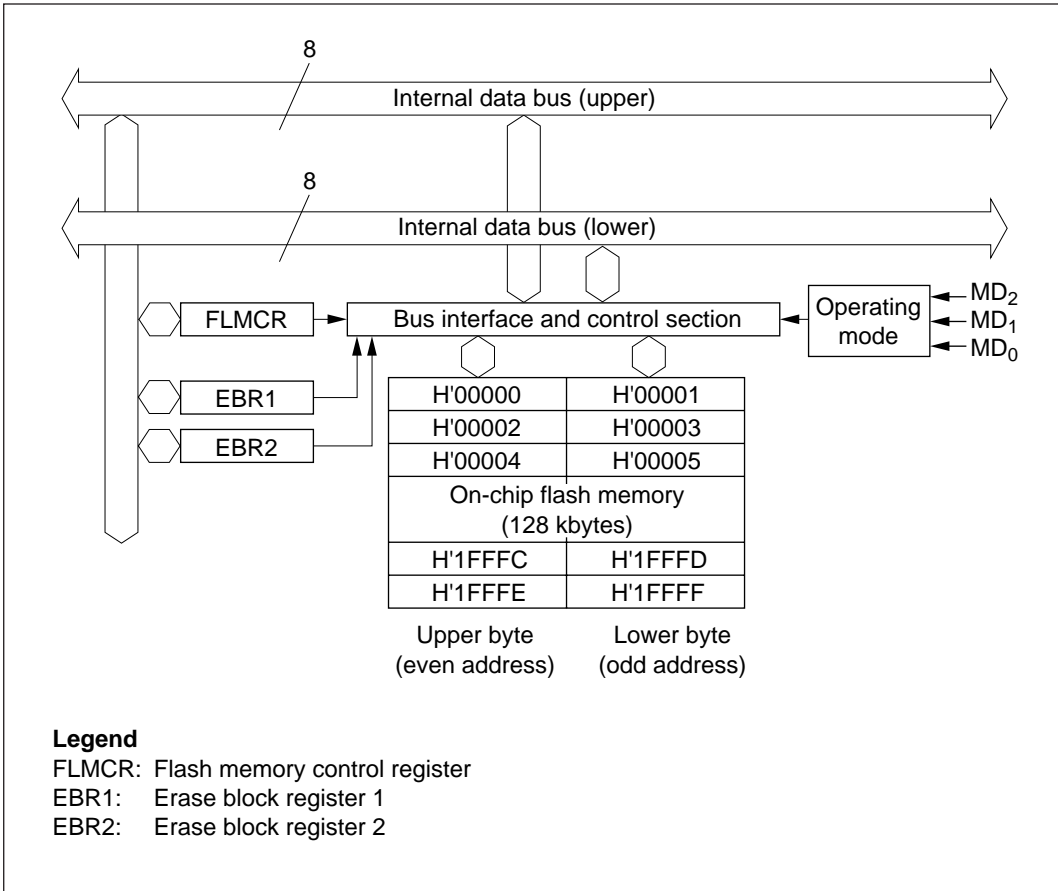 8
Internal data bus (upper)
8
Internal data bus (lower)
FLMCR
Bus interface and control section
Operating
mode
MD2
MD1
MD0
EBR1
EBR2
H'00000 H'00001
H'00002 H'00003
H'00004 H'00005
On-chip flash memory
(128 kbytes)
H'1FFFC H'1FFFD
H'1FFFE H'1FFFF
Upper byte
(even address)
Lower byte
(odd address)
Legend
FLMCR: Flash memory control register
EBR1: Erase block register 1
EBR2: Erase block register 2